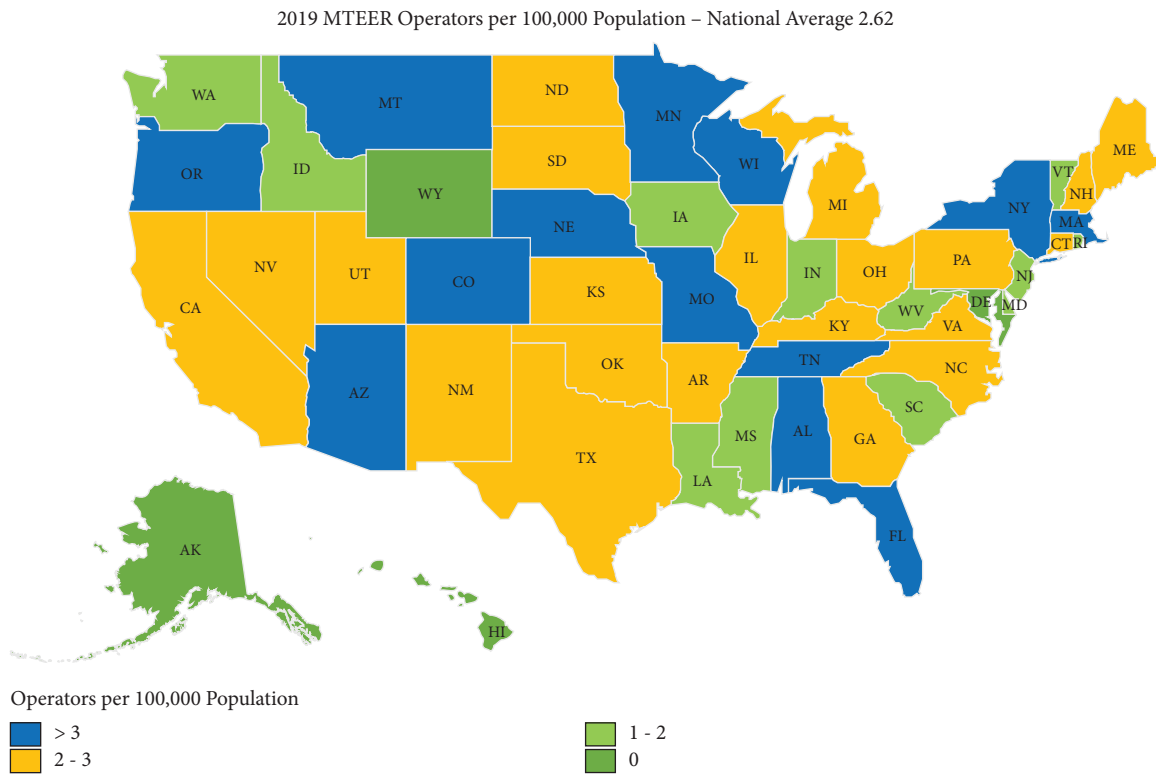 2019 MTEER Operators per 100,000 Population – National Average 2.62
WA
MT
ND
MN
ME
OR
ID
SD
WI
VT
NH
WY
MI
NY
MA
IA
CT RI
NE
NV
UT
CO
IL
IN
OH
PA
NJ
CA
KS
MO
WV
DE
MD
KY
VA
AZ
NM
OK
AR
TN
NC
MS
AL
GA
SC
TX
LA
FL
AK
HI
Operators per 100,000 Population
> 3
2 - 3
1 - 2
0